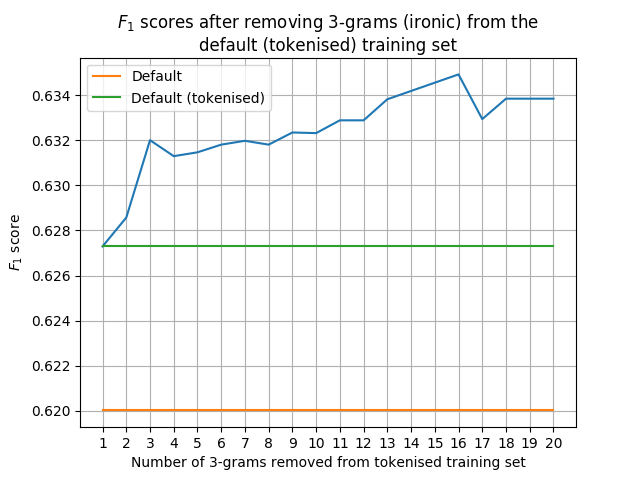 F1 scores after removing 3-grams (ironic) from the
default (tokenised) training set
Default
Default (tokenised)
0.634
0.632
0.630
0.628
0.626
0.624
0.622
0.620
F1 score
1 2 3 4 5 6 7 8 9 10 11 12 13 14 15 16 17 18 19 20
Number of 3-grams removed from tokenised training set